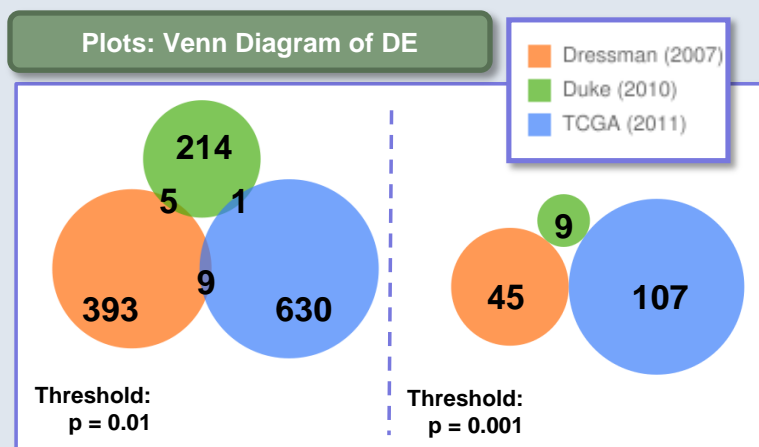 Plots: Venn Diagram of DE
Dressman (2007)
Duke (2010)
TCGA (2011)
214
5
1
9
393
630
Threshold:
p = 0.01
9
45
107
Threshold:
p = 0.001